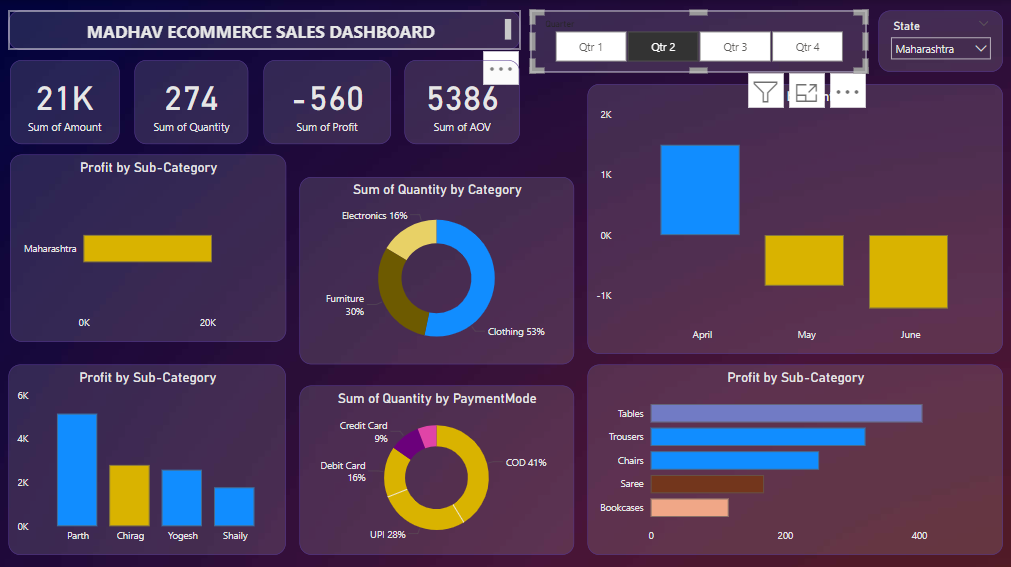 MADHAV ECOMMERCE SALES DASHBOARD
Quarter
Qtr 1
Qtr 2
Qtr 3
Qtr 4
State
Maharashtra
21K
Sum of Amount
274
Sum of Quantity
-560
Sum of Profit
5386
Sum of AOV
Profit by Sub-Category
Maharashtra
0K
20K
Sum of Quantity by Category
Electronics 16%
Furniture
30%
Clothing 53%
2K
1K
0K
-1K
April
May
June
Profit by Sub-Category
6K
4K
2K
0K
Parth
Chirag
Yogesh
Shaily
Sum of Quantity by PaymentMode
Credit Card
9%
Debit Card
16%
COD 41%
UPI 28%
Profit by Sub-Category
Tables
Trousers
Chairs
Saree
Bookcases
0
200
400